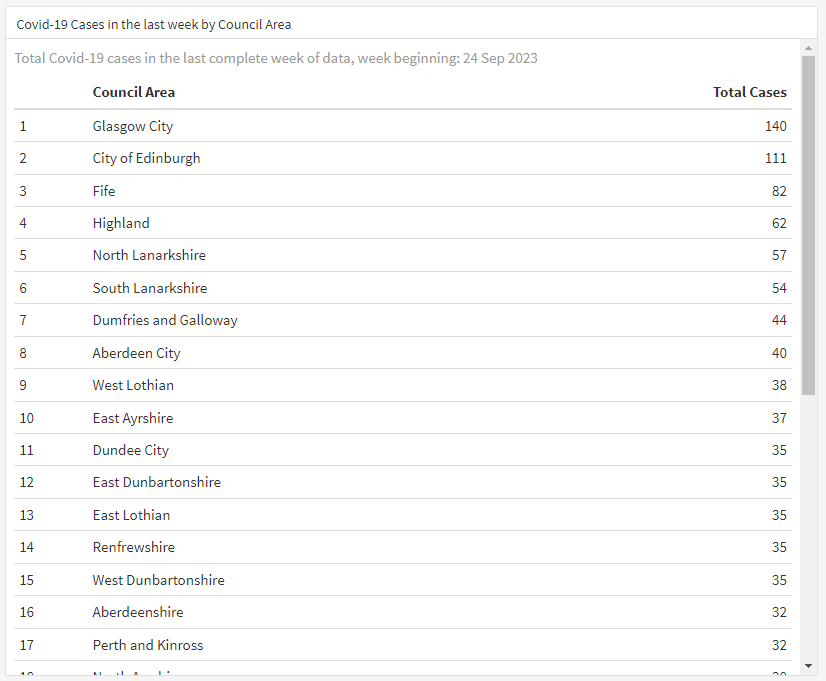 Covid-19 Cases in the last week by Council Area
Total Covid-19 cases in the last complete week of data, week beginning: 24 Sep 2023
Council Area Total Cases
1 Glasgow City 140
2 City of Edinburgh 111
3 Fife 82
4 Highland 62
5 North Lanarkshire 57
6 South Lanarkshire 54
7 Dumfries and Galloway 44
8 Aberdeen City 40
9 West Lothian 38
10 East Ayrshire 37
11 Dundee City 35
12 East Dunbartonshire 35
13 East Lothian 35
14 Renfrewshire 35
15 West Dunbartonshire 35
16 Aberdeenshire 32
17 Perth and Kinross 32